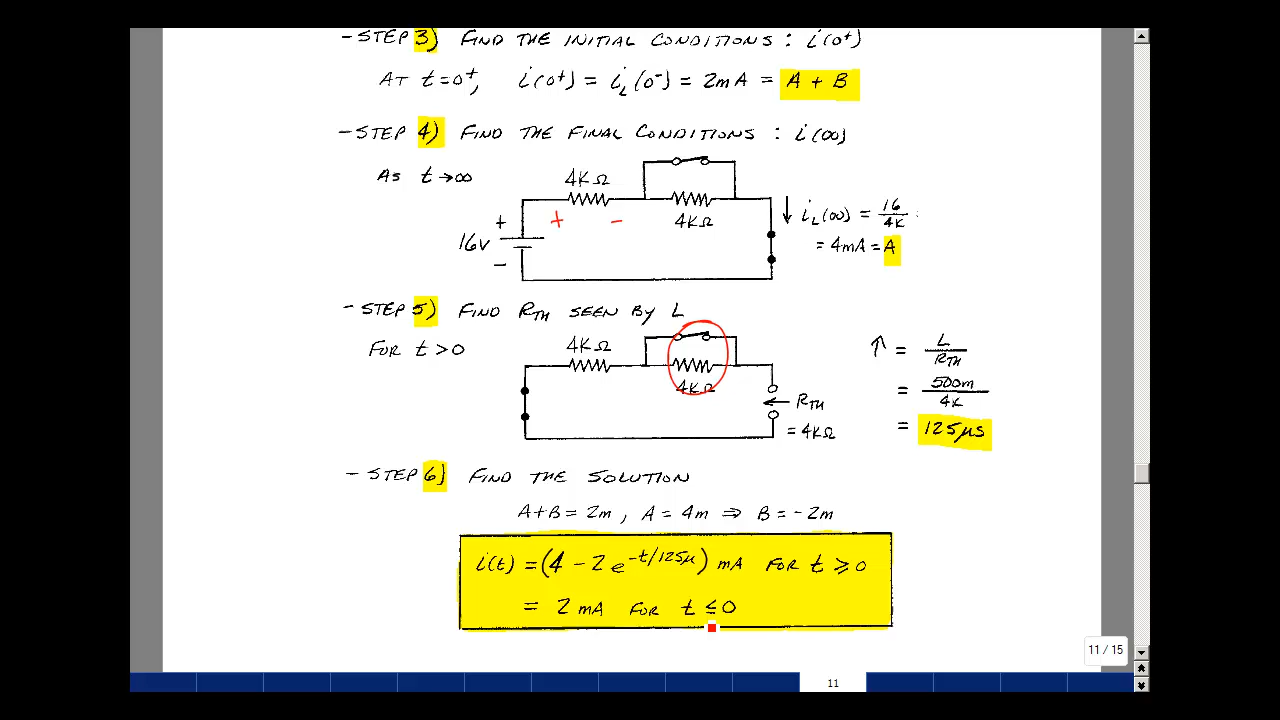 - STEP 3) FIND THE INITIAL CONDITIONS : i(0+)
AT t=0+, i(0+) = iL(0-) = 2mA = A + B
- STEP 4) FIND THE FINAL CONDITIONS : i(∞)
AS t→∞
4KΩ
4KΩ
+
+ -
16V
-
↓ iL(∞) = 16/4K
= 4mA = A
- STEP 5) FIND RTH SEEN BY L
FOR t > 0
4KΩ
4KΩ
← RTH
= 4KΩ
τ = L/RTH
= 500m/4K
= 125μs
- STEP 6) FIND THE SOLUTION
A+B = 2m, A = 4m ⇒ B = -2m
i(t) = (4 - 2e^-t/125μ) mA FOR t ≥ 0
= 2 mA FOR t ≤ 0
11 / 15
11